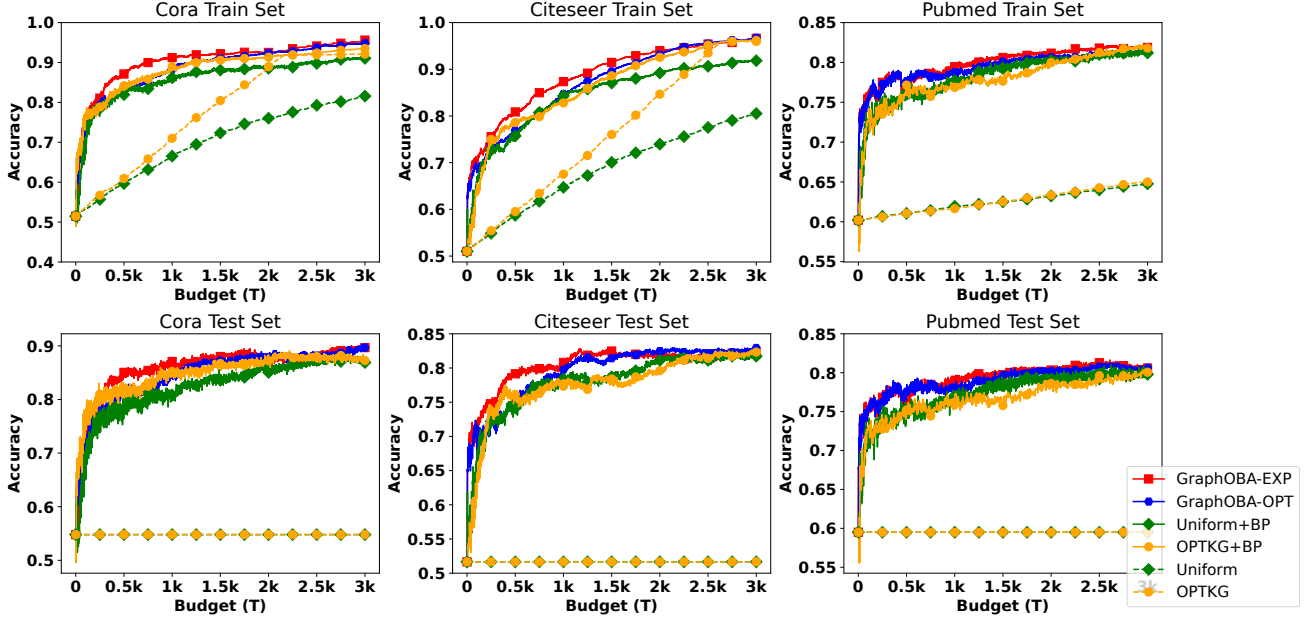 Cora Train Set
1.0
0.9
0.8
0.7
0.6
0.5
0.4
Accuracy
0 0.5k 1k 1.5k 2k 2.5k 3k
Budget (T)
Citeseer Train Set
1.0
0.9
0.8
0.7
0.6
0.5
Accuracy
0 0.5k 1k 1.5k 2k 2.5k 3k
Budget (T)
Pubmed Train Set
0.85
0.75
0.65
0.6
0.55
Accuracy
0 0.5k 1k 1.5k 2k 2.5k 3k
Budget (T)
Cora Test Set
0.9
0.8
0.7
0.6
0.5
Accuracy
0 0.5k 1k 1.5k 2k 2.5k 3k
Budget (T)
Citeseer Test Set
0.85
0.8
0.75
0.7
0.65
0.6
0.55
0.5
Accuracy
0 0.5k 1k 1.5k 2k 2.5k 3k
Budget (T)
Pubmed Test Set
0.85
0.8
0.75
0.7
0.65
0.6
0.55
Accuracy
0 0.5k 1k 1.5k 2k 2.5k 3k
Budget (T)
GraphOBA-EXP
GraphOBA-OPT
Uniform+BP
OPTKG+BP
Uniform
OPTKG